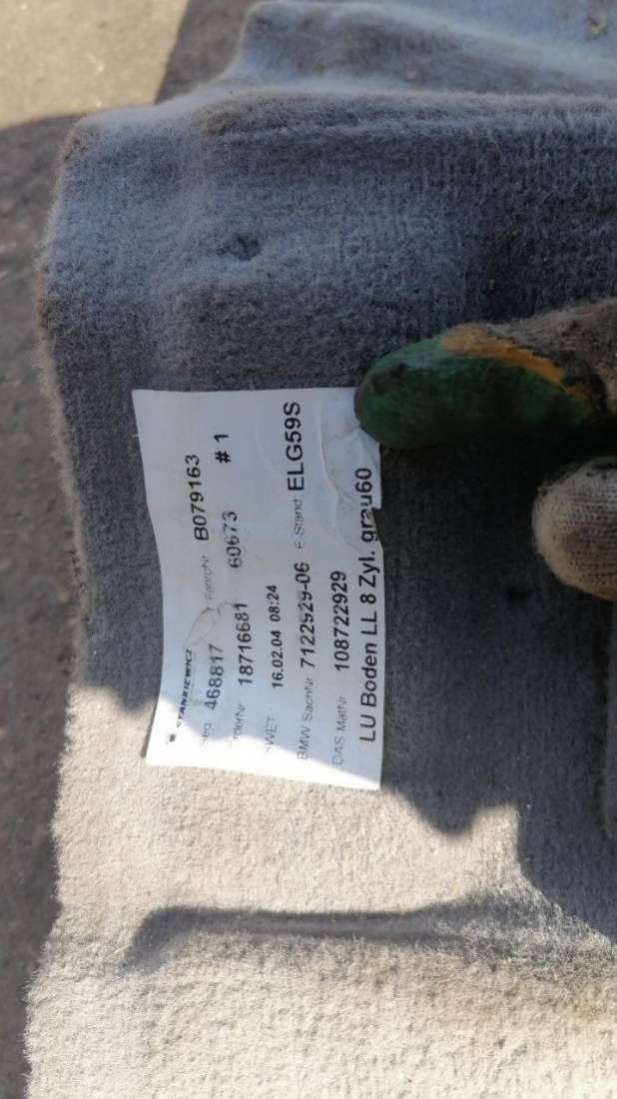 STANKIEWICZ
468817 B079163
18716681 60673 # 1
16.02.04 08:24
BMW SachNr 7122929-06 E-Stand ELG59S
DAS MatNr 108722929
LU Boden LL 8 Zyl. grau60